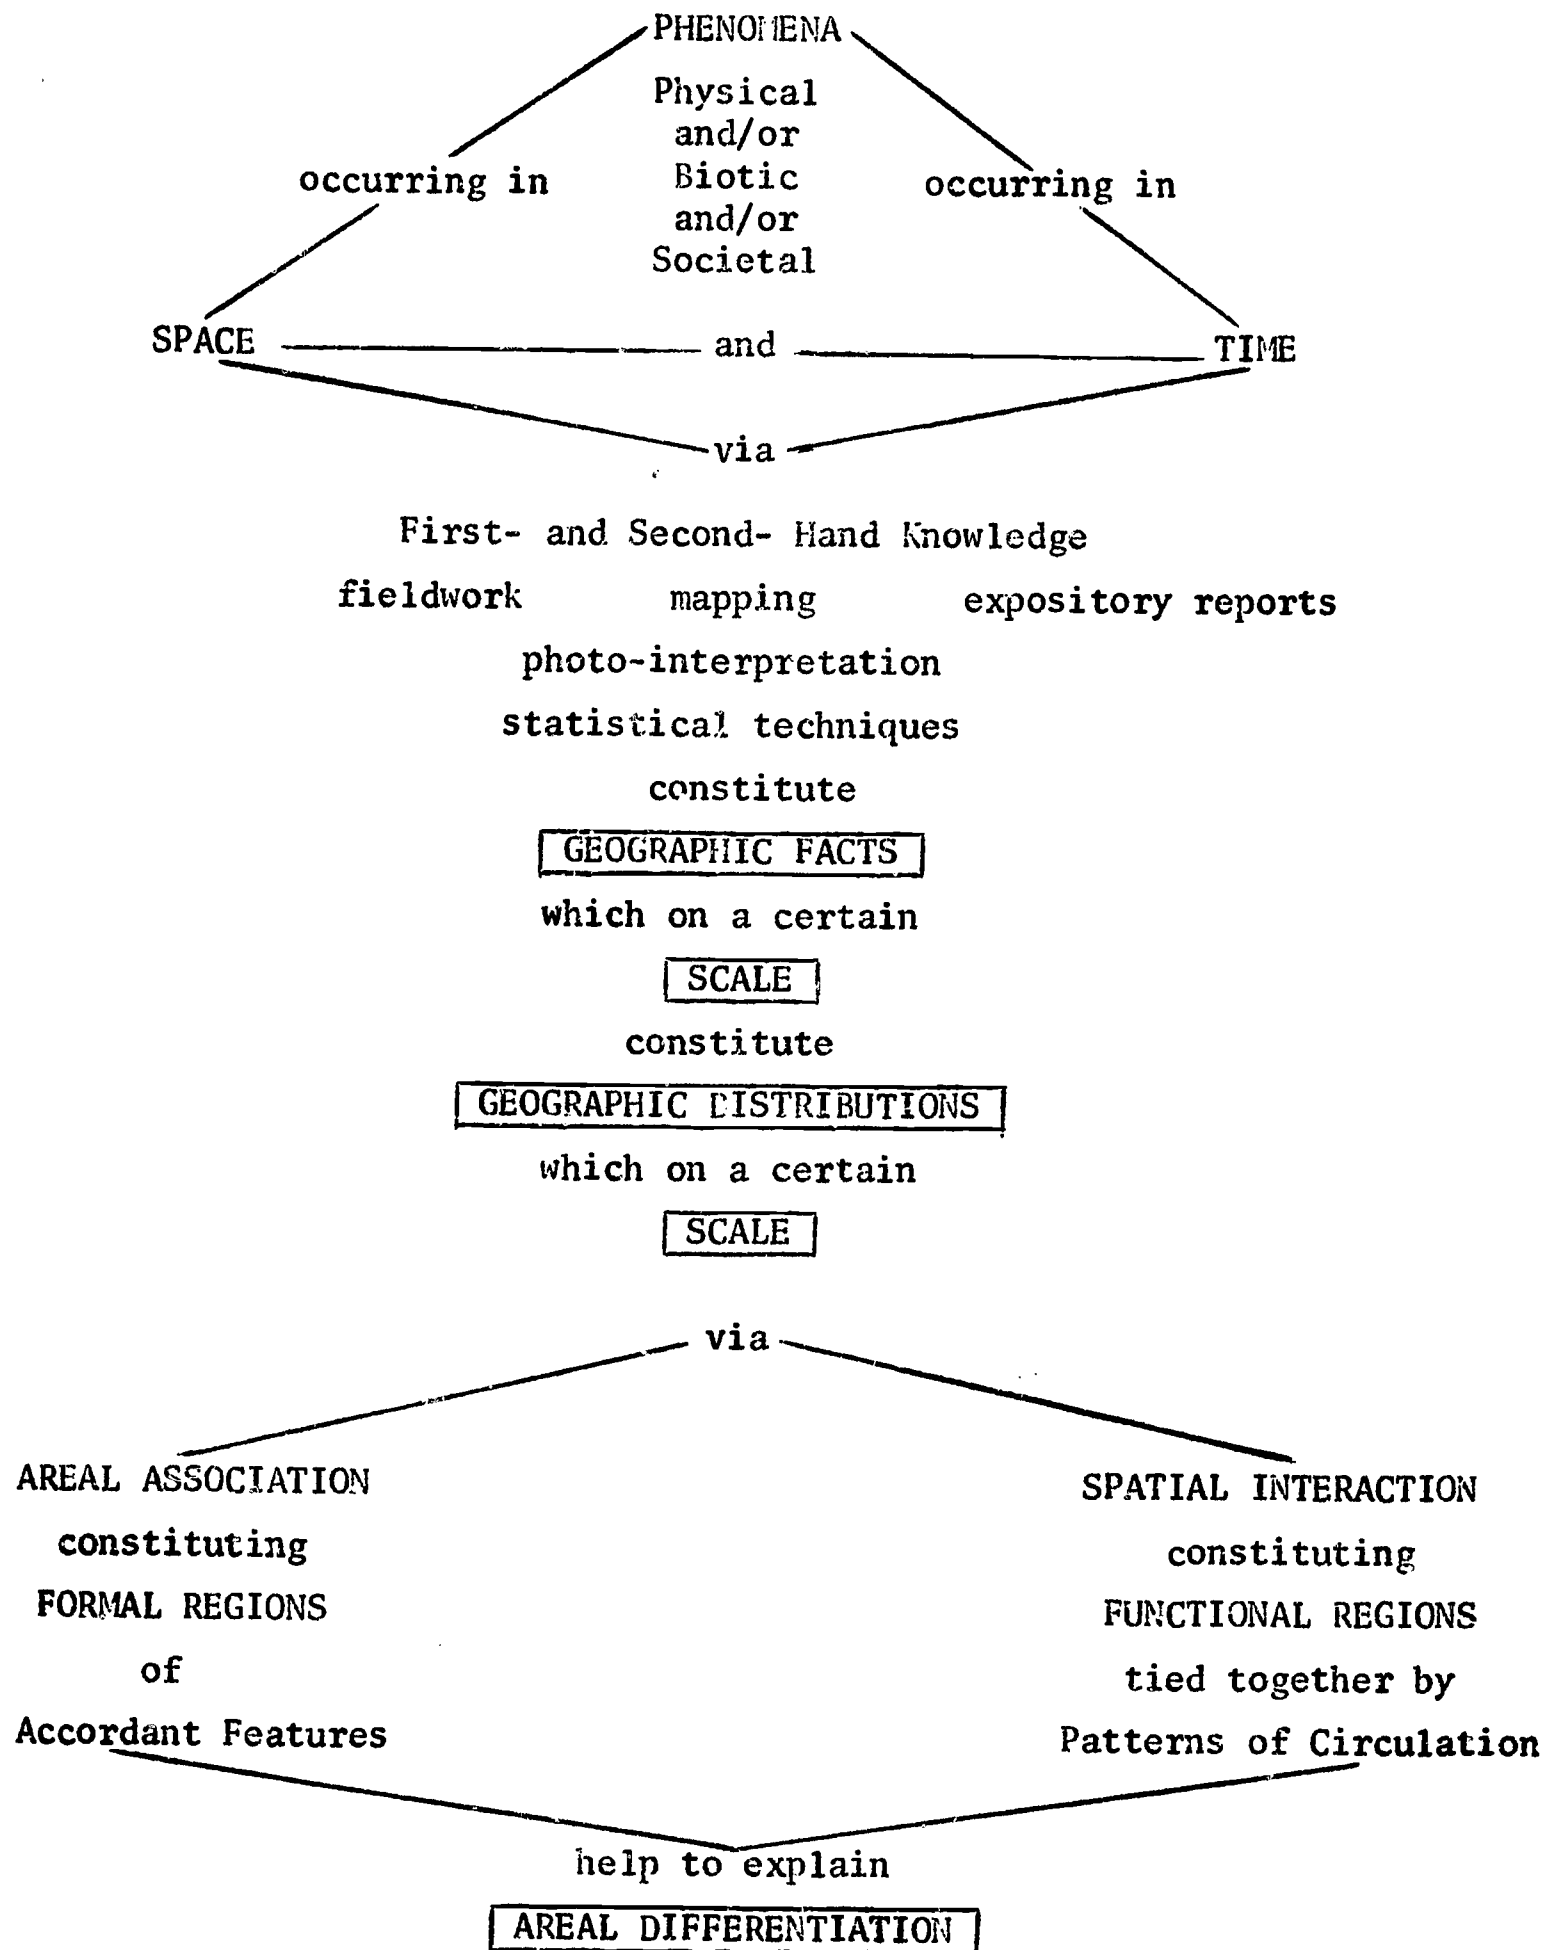 PHENOMENA
Physical
and/or
occurring in Biotic occurring in
and/or
Societal
SPACE and TIME
via
First- and Second- Hand Knowledge
fieldwork mapping expository reports
photo-interpretation
statistical techniques
constitute
GEOGRAPHIC FACTS
which on a certain
SCALE
constitute
GEOGRAPHIC DISTRIBUTIONS
which on a certain
SCALE
via
AREAL ASSOCIATION
constituting
FORMAL REGIONS
of
Accordant Features
SPATIAL INTERACTION
constituting
FUNCTIONAL REGIONS
tied together by
Patterns of Circulation
help to explain
AREAL DIFFERENTIATION